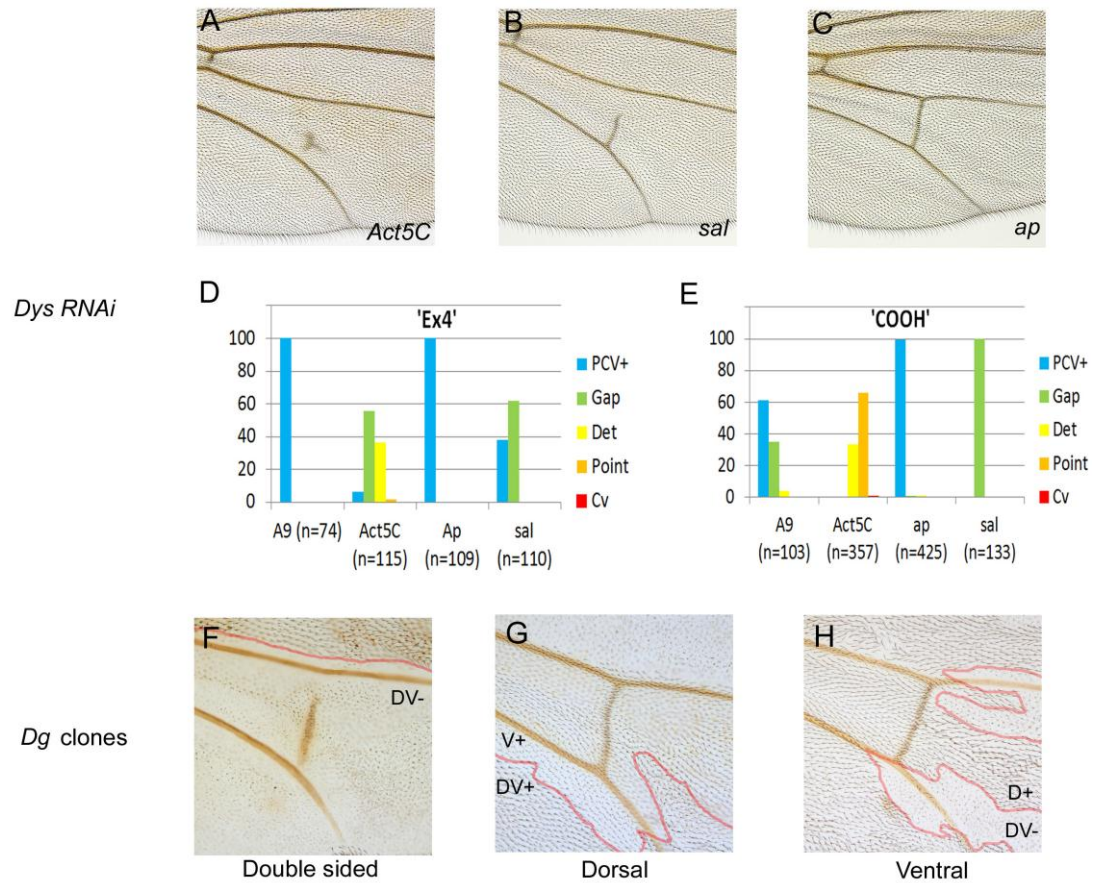 A
B
C
Act5C
sal
ap
Dys RNAi
D
'Ex4'
100
80
60
40
20
0
A9 (n=74)
Act5C
(n=115)
Ap
(n=109)
sal
(n=110)
PCV+
Gap
Det
Point
Cv
E
'COOH'
100
80
60
40
20
0
A9
(n=103)
Act5C
(n=357)
ap
(n=425)
sal
(n=133)
PCV+
Gap
Det
Point
Cv
Dg clones
F
DV-
Double sided
G
V+
DV+
Dorsal
H
D+
DV-
Ventral